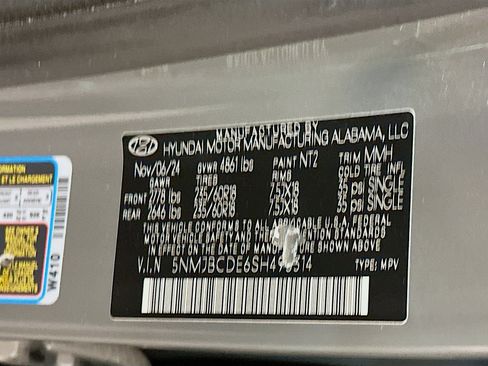 MANUFACTURED BY
HYUNDAI MOTOR MANUFACTURING ALABAMA, LLC
Nov/06/24 GVWR 4861 lbs PAINT NT2 TRIM MMH
GAWR RIMS COLD TIRE INFL
FRONT 2778 lbs 235/60R18 7.5JX18 35 psi SINGLE
REAR 2646 lbs 235/60R18 7.5JX18 35 psi SINGLE
THIS VEHICLE CONFORMS TO ALL APPLICABLE U.S.A. FEDERAL
MOTOR VEHICLE SAFETY AND THEFT PREVENTION STANDARDS
IN EFFECT ON THE DATE OF MANUFACTURE SHOWN ABOVE.
V.I.N 5NMJBCDE6SH4 514 TYPE: MPV
W410